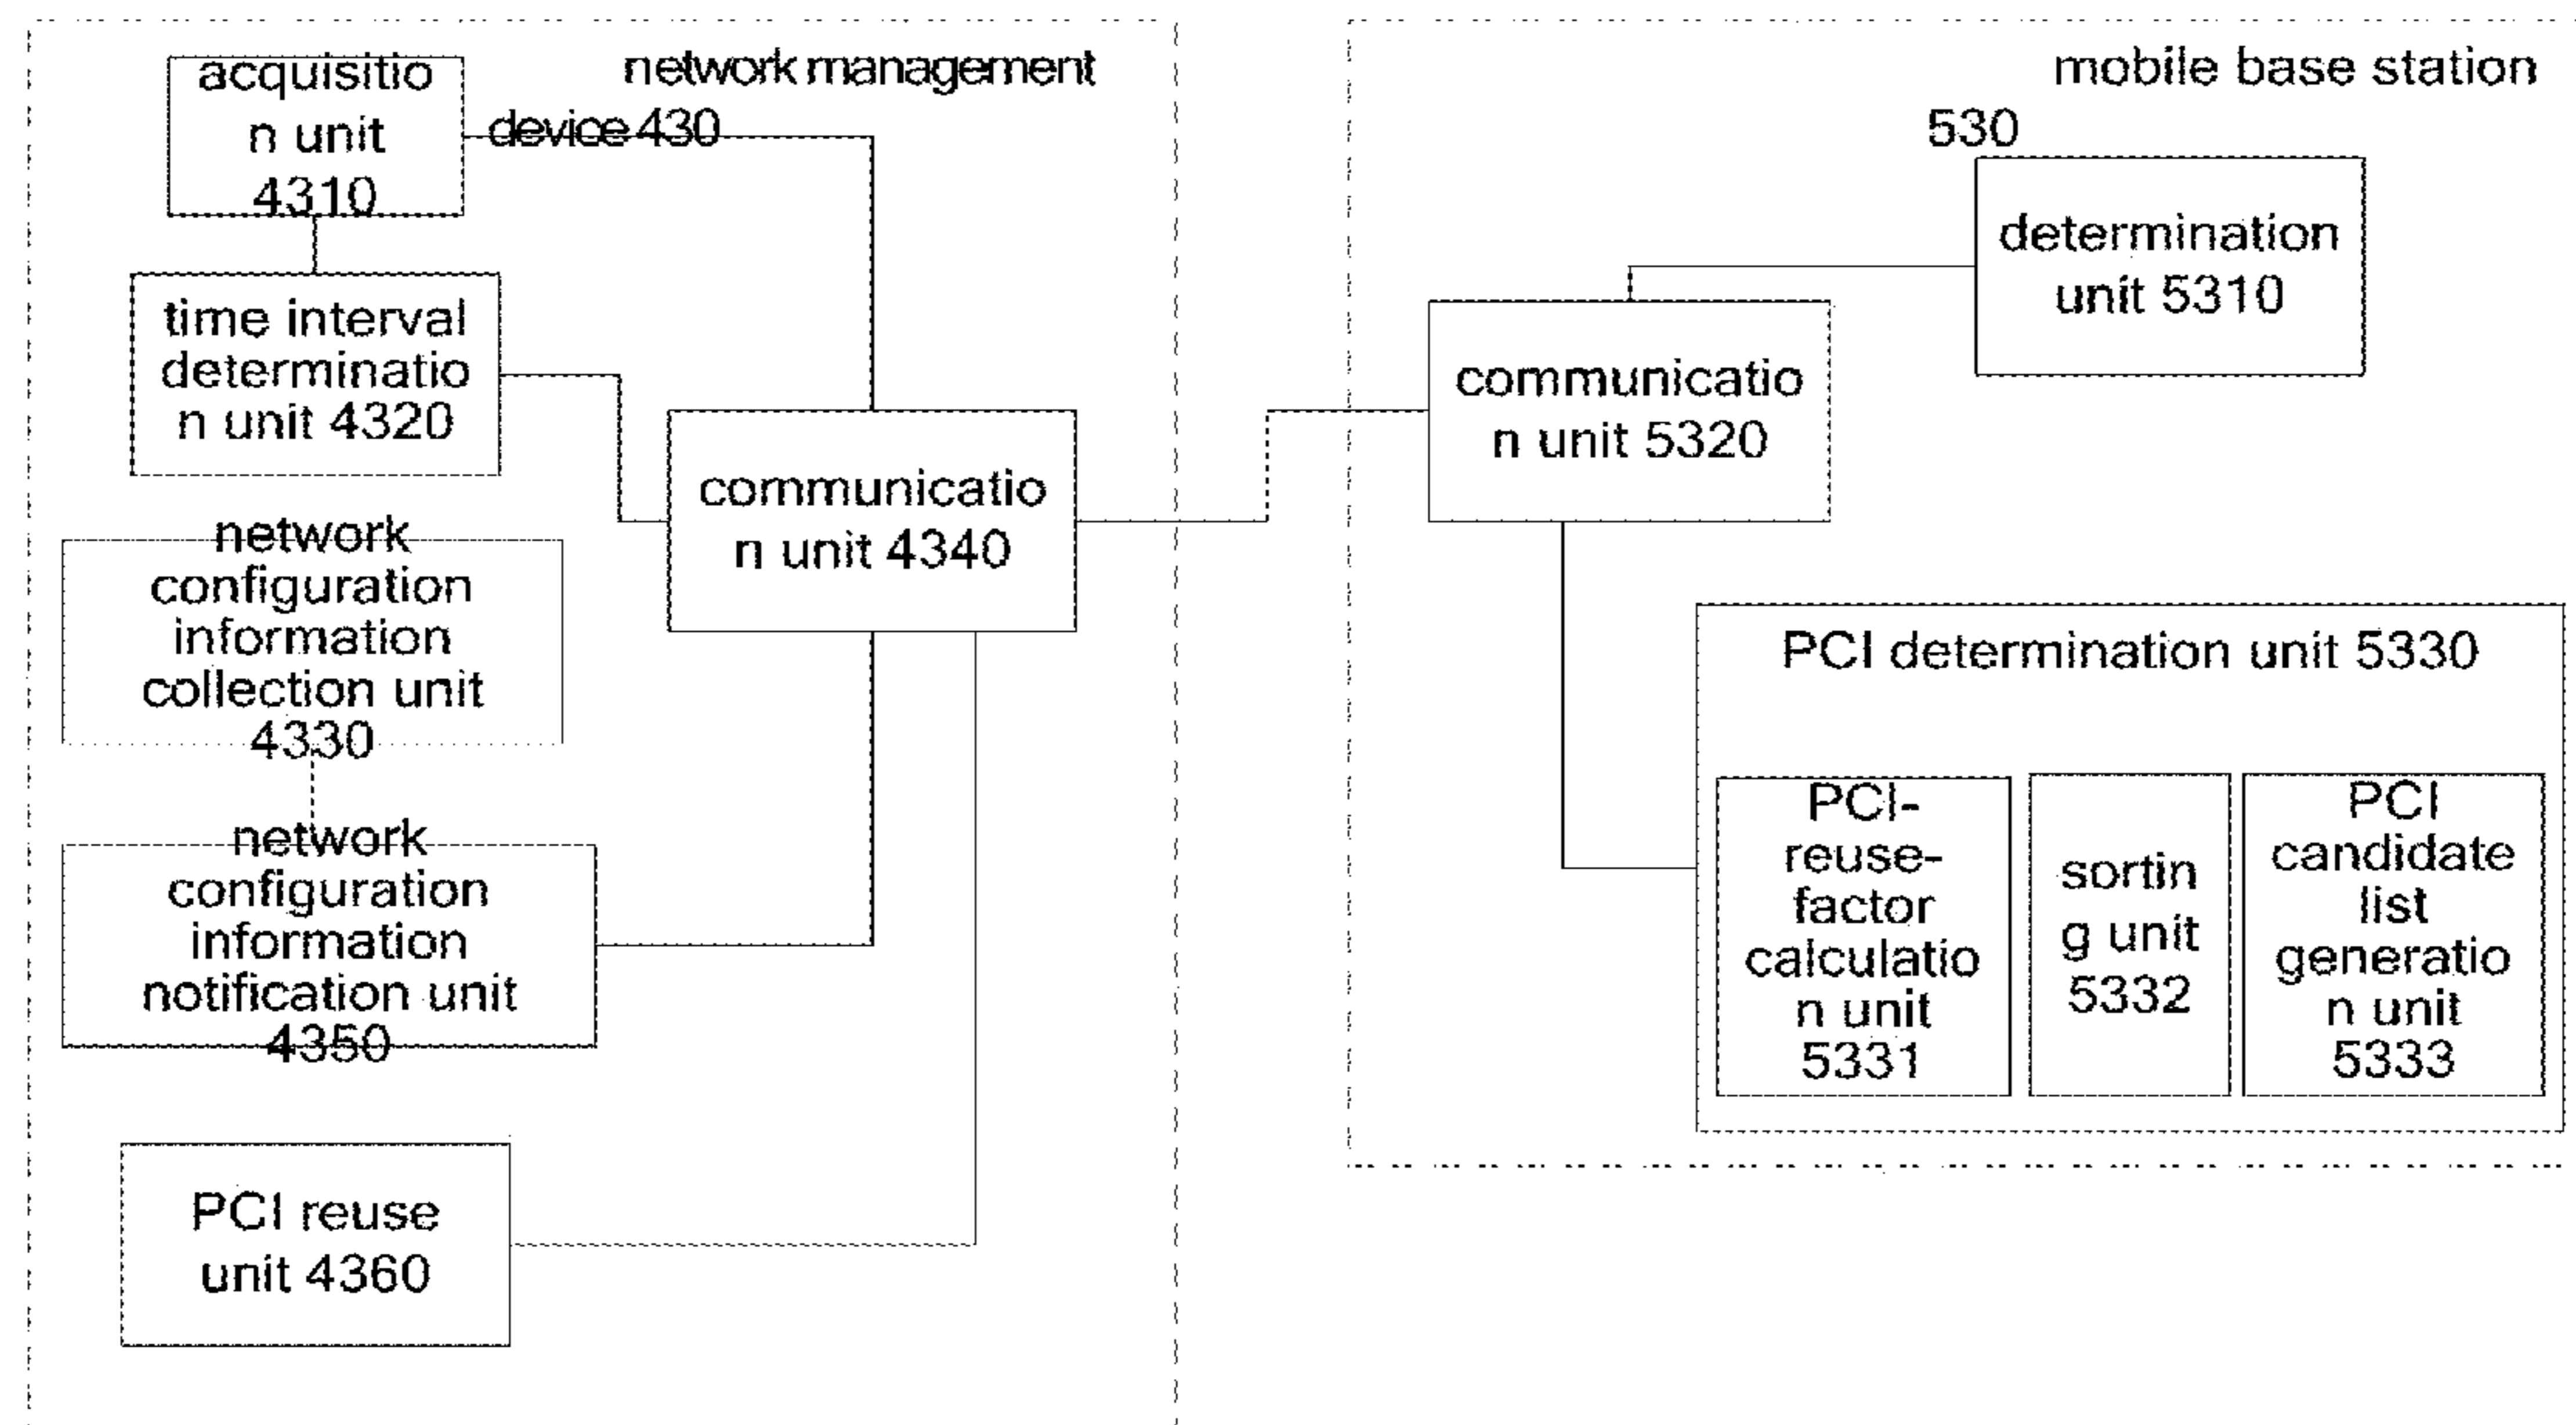 acquisitio
n unit
4310
network management
device 430
time interval
determinatio
n unit 4320
network
configuration
information
collection unit
4330
communicatio
n unit 4340
network
configuration
information
notification unit
4350
PCI reuse
unit 4360
mobile base station
530
determination
unit 5310
communicatio
n unit 5320
PCI determination unit 5330
PCI-
reuse-
factor
calculatio
n unit
5331
sortin
g unit
5332
PCI
candidate
list
generatio
n unit
5333